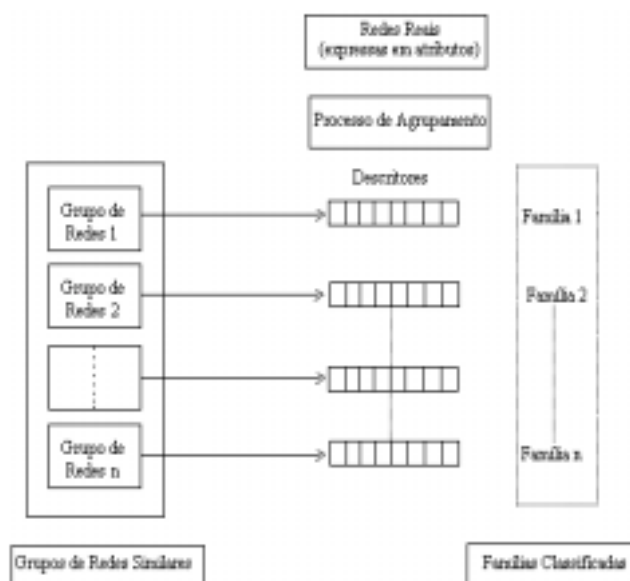 Redes Reais
(expressas em atributos)
Processo de Agrupamento
Descritores
Grupo de
Redes 1
Família 1
Grupo de
Redes 2
Família 2
Grupo de
Redes n
Família n
Grupos de Redes Similares
Famílias Classificadas